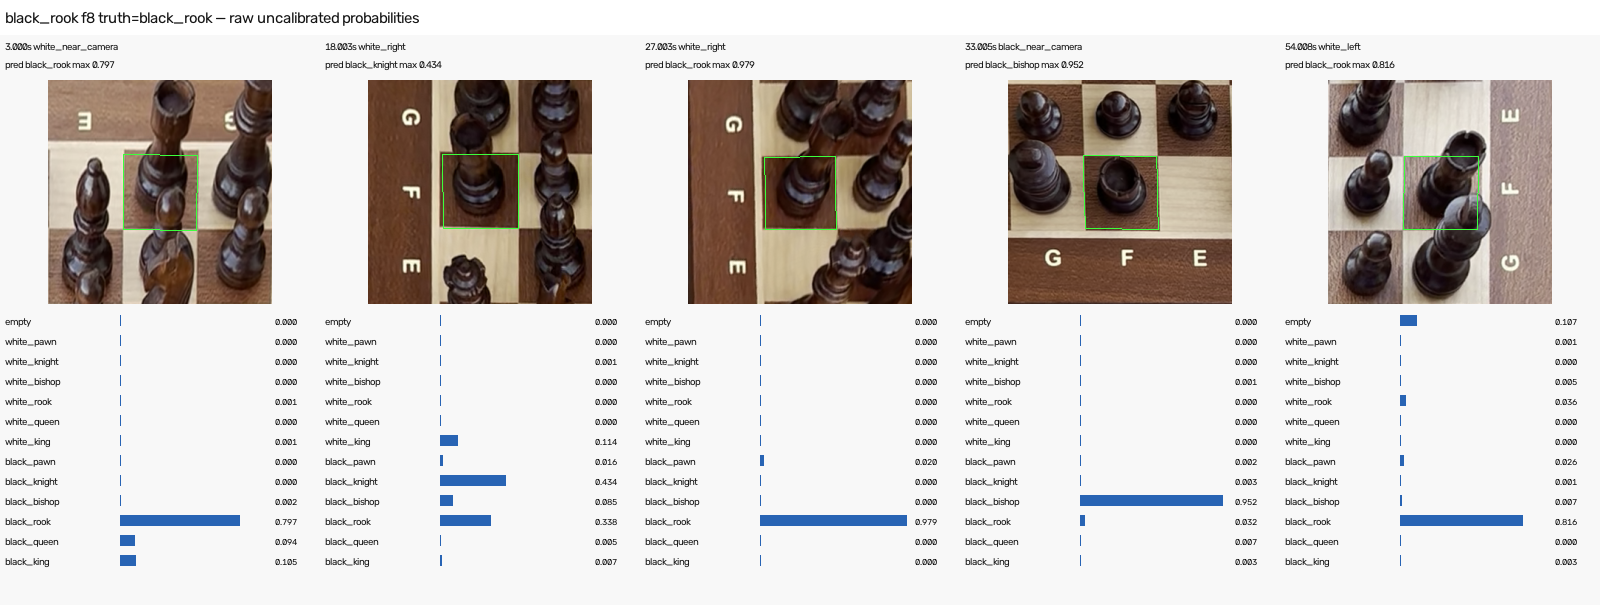 black_rook f8 truth=black_rook — raw uncalibrated probabilities
3.000s white_near_camera
pred black_rook max 0.797
E
G
empty 0.000
white_pawn 0.000
white_knight 0.000
white_bishop 0.000
white_rook 0.001
white_queen 0.000
white_king 0.001
black_pawn 0.000
black_knight 0.000
black_bishop 0.002
black_rook 0.797
black_queen 0.094
black_king 0.105
18.003s white_right
pred black_knight max 0.434
G
F
E
empty 0.000
white_pawn 0.000
white_knight 0.001
white_bishop 0.000
white_rook 0.000
white_queen 0.000
white_king 0.114
black_pawn 0.016
black_knight 0.434
black_bishop 0.085
black_rook 0.338
black_queen 0.005
black_king 0.007
27.003s white_right
pred black_rook max 0.979
G
F
E
empty 0.000
white_pawn 0.000
white_knight 0.000
white_bishop 0.000
white_rook 0.000
white_queen 0.000
white_king 0.000
black_pawn 0.020
black_knight 0.000
black_bishop 0.000
black_rook 0.979
black_queen 0.000
black_king 0.000
33.005s black_near_camera
pred black_bishop max 0.952
G F E
empty 0.000
white_pawn 0.000
white_knight 0.000
white_bishop 0.001
white_rook 0.000
white_queen 0.000
white_king 0.000
black_pawn 0.002
black_knight 0.003
black_bishop 0.952
black_rook 0.032
black_queen 0.007
black_king 0.003
54.008s white_left
pred black_rook max 0.816
E
F
G
empty 0.107
white_pawn 0.001
white_knight 0.000
white_bishop 0.005
white_rook 0.036
white_queen 0.000
white_king 0.000
black_pawn 0.026
black_knight 0.001
black_bishop 0.007
black_rook 0.816
black_queen 0.000
black_king 0.003